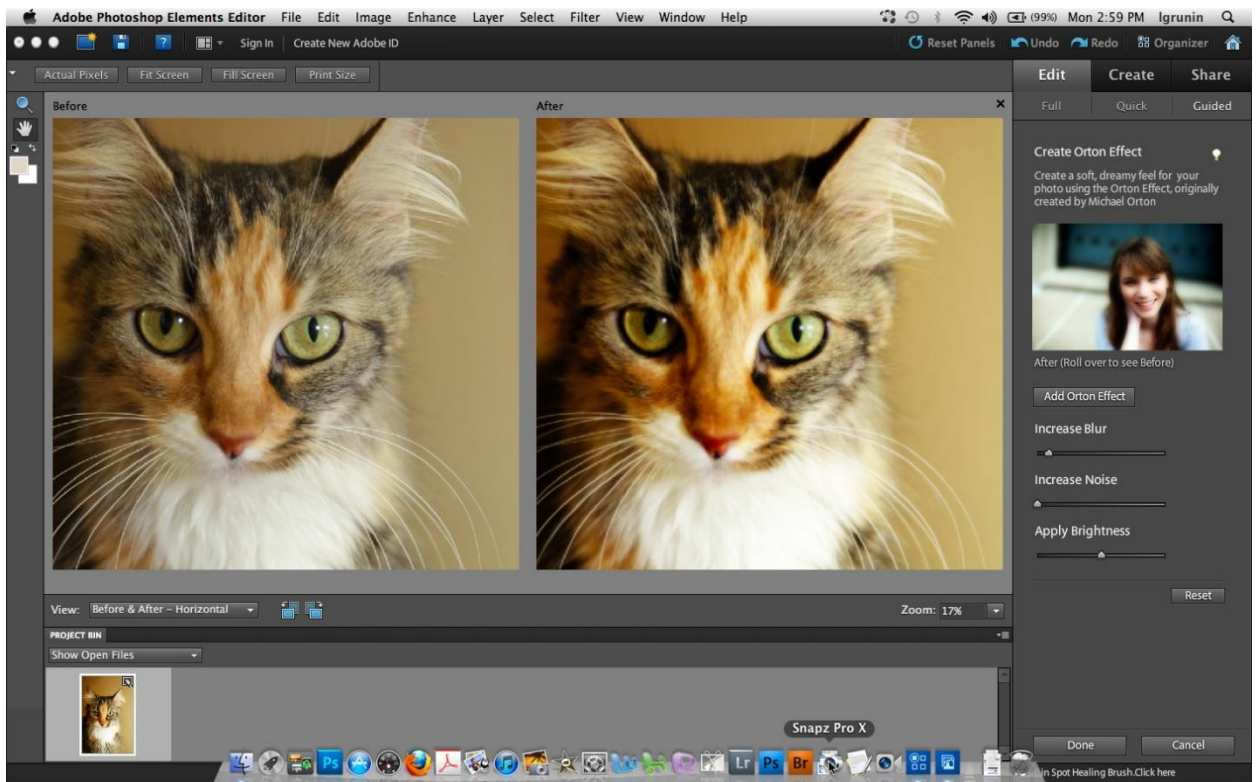 Adobe Photoshop Elements Editor File Edit Image Enhance Layer Select Filter View Window Help (99%) Mon 2:59 PM lgrunin
? Sign In Create New Adobe ID Reset Panels Undo Redo Organizer
Actual Pixels Fit Screen Fill Screen Print Size
Edit Create Share
Full Quick Guided
Before
After
Create Orton Effect
Create a soft, dreamy feel for your
photo using the Orton Effect, originally
created by Michael Orton
After (Roll over to see Before)
Add Orton Effect
Increase Blur
Increase Noise
Apply Brightness
Reset
View: Before & After – Horizontal
Zoom: 17%
PROJECT BIN
Show Open Files
Snapz Pro X
Ps Lr Ps Br
Done Cancel
in Spot Healing Brush.Click here